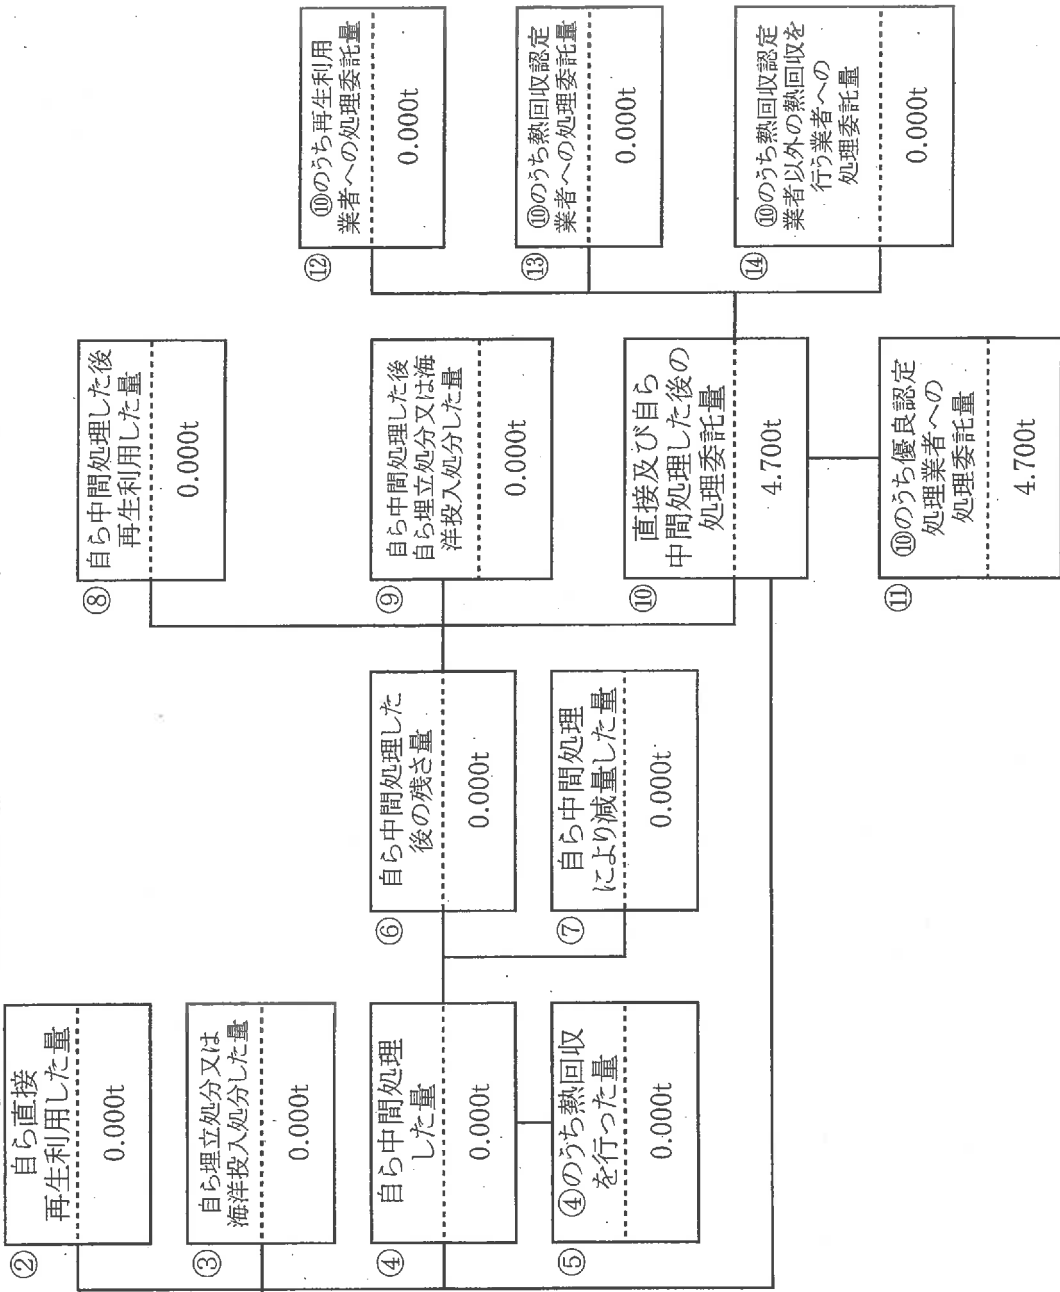 ②
自ら直接
再生利用した量
0.000t
③
自ら埋立処分又は
海洋投入処分した量
0.000t
④
自ら中間処理
した量
0.000t
⑤
④のうち熱回収
を行った量
0.000t
⑥
自ら中間処理した
後の残さ量
0.000t
⑦
自ら中間処理
により減量した量
0.000t
⑧
自ら中間処理した後
再生利用した量
0.000t
⑨
自ら中間処理した後
自ら埋立処分又は海
洋投入処分した量
0.000t
⑩
直接及び自ら
中間処理した後の
処理委託量
4.700t
⑪
⑩のうち優良認定
処理業者への
処理委託量
4.700t
⑫
⑩のうち再生利用
業者への処理委託量
0.000t
⑬
⑩のうち熱回収認定
業者への処理委託量
0.000t
⑭
⑩のうち熱回収認定
業者以外の熱回収を
行う業者への
処理委託量
0.000t